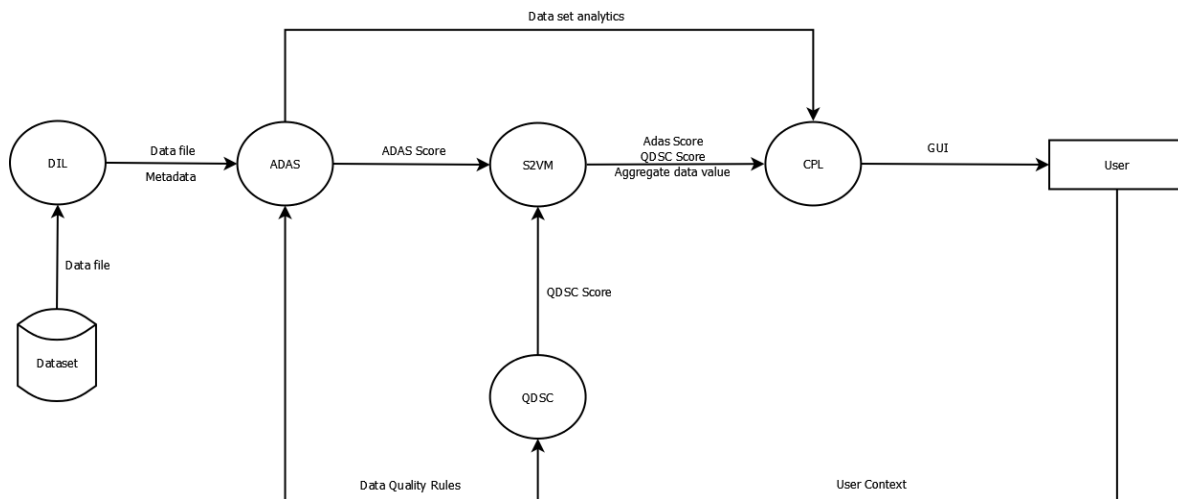 Data set analytics
DIL
Data file
Metadata
ADAS
ADAS Score
S2VM
Adas Score
QDSC Score
Aggregate data value
CPL
GUI
User
Data file
Dataset
QDSC Score
QDSC
Data Quality Rules
User Context